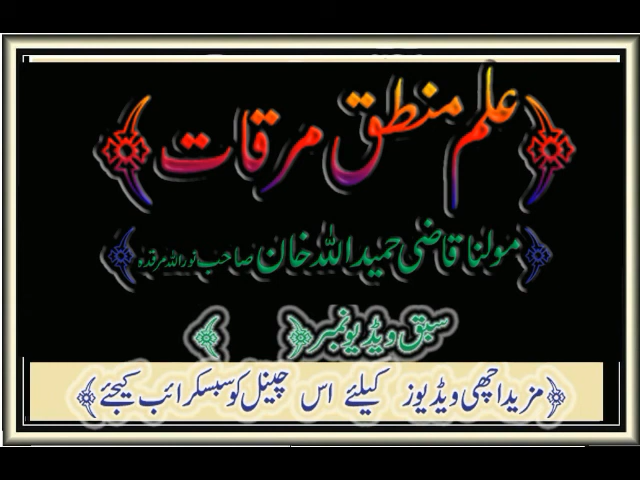 ﴿علم منطق مرقات﴾
﴿مولنا قاضی حمید اللہ خان صاحب نور اللہ مرقدہ﴾
سبق ویڈیو نمبر﴿ ﴾
﴿مزید اچھی ویڈیوز کیلئے اس چینل کو سبسکرائب کیجئے﴾